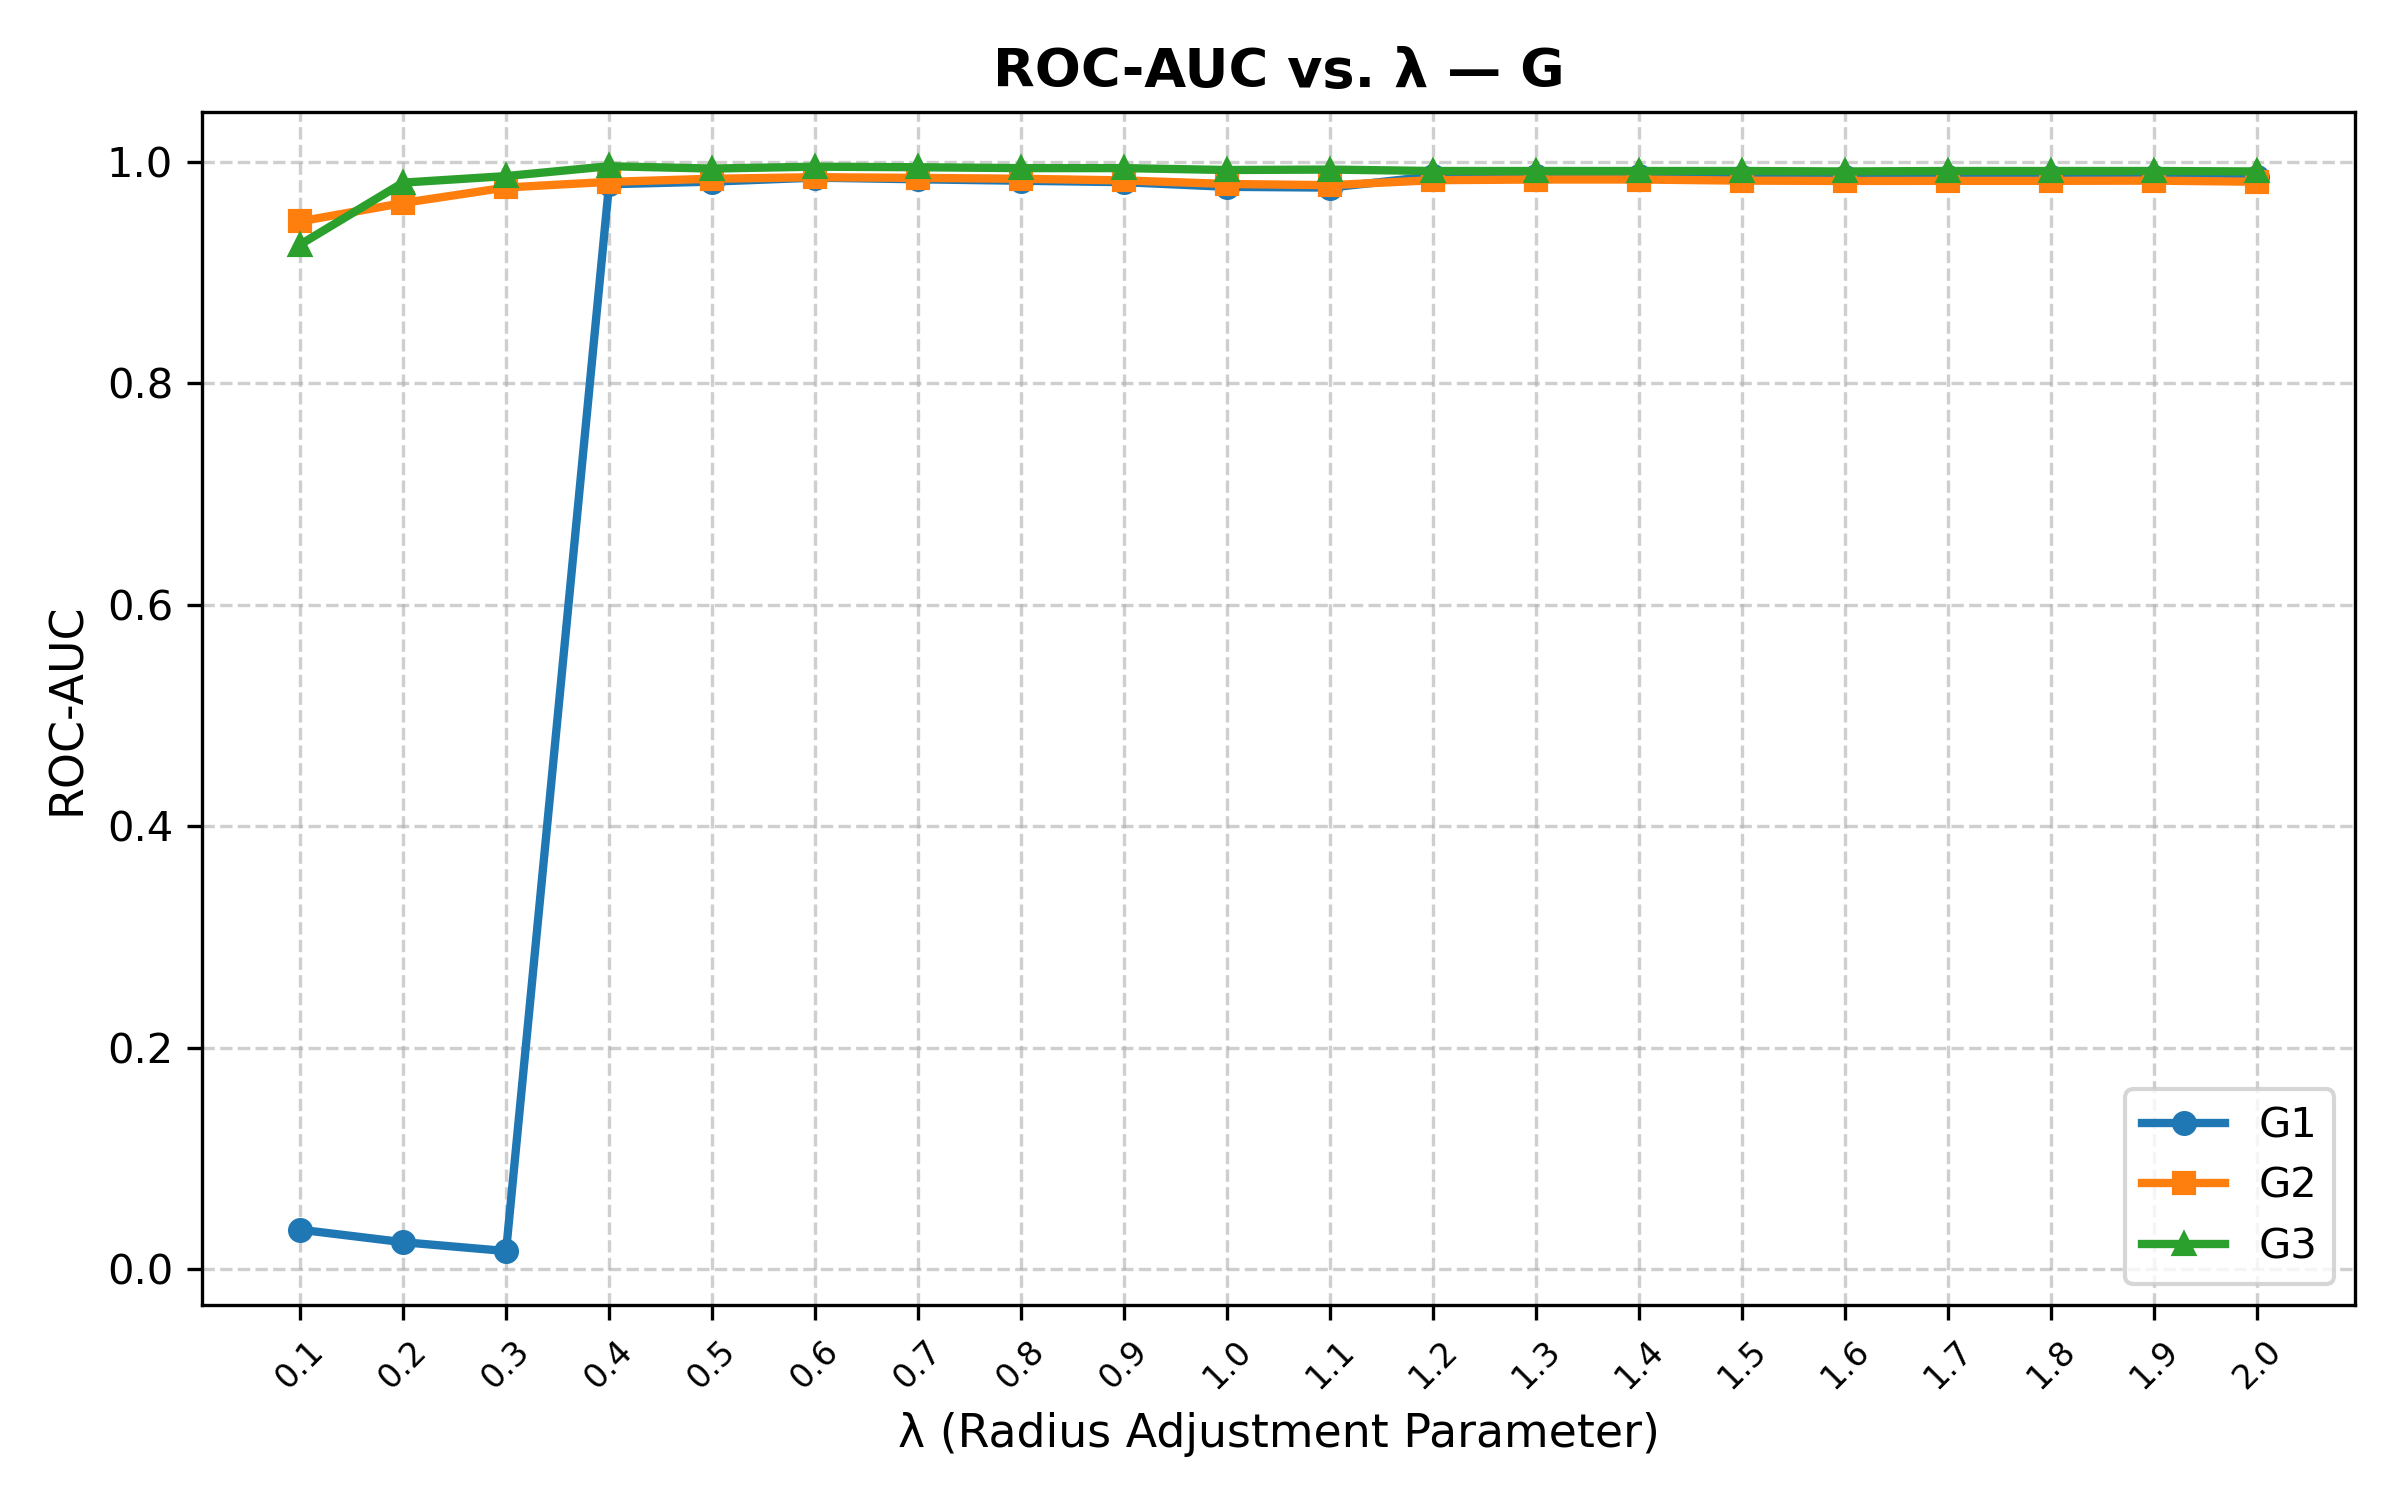 ROC-AUC vs. λ — G
ROC-AUC
1.0
0.8
0.6
0.4
0.2
0.0
G1
G2
G3
0.1 0.2 0.3 0.4 0.5 0.6 0.7 0.8 0.9 1.0 1.1 1.2 1.3 1.4 1.5 1.6 1.7 1.8 1.9 2.0
λ (Radius Adjustment Parameter)